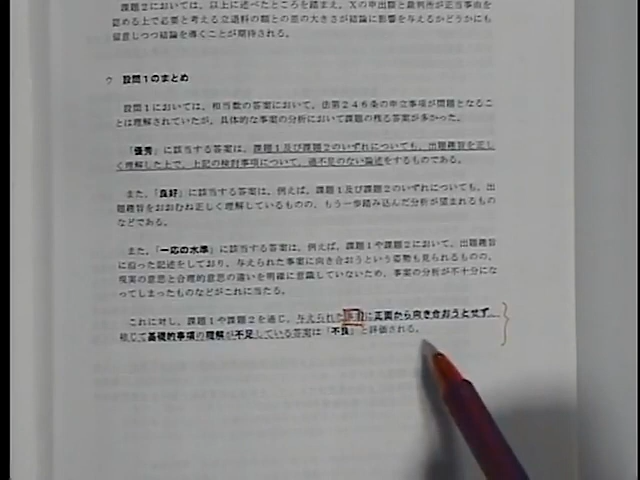 課題２においては、以上に述べたところを踏まえ、Ｘの申出額と裁判所が正当事由を
認める上で必要と考える立退料の額との差の大きさが結論に影響を与えるかどうかにも
留意しつつ結論を導くことが期待される。
ウ 設問１のまとめ
設問１においては、相当数の答案において、法第２４６条の申立事項が問題となるこ
とは理解されていたが、具体的な事案の分析において課題の残る答案が多かった。
「優秀」に該当する答案は、課題１及び課題２のいずれについても、出題趣旨を正し
く理解した上で、上記の検討事項について、過不足のない論述をするものである。
また、「良好」に該当する答案は、例えば、課題１及び課題２のいずれについても、出
題趣旨をおおむね正しく理解しているものの、もう一歩踏み込んだ分析が望まれるもの
などである。
また、「一応の水準」に該当する答案は、例えば、課題１や課題２において、出題趣旨
に沿った記述をしており、与えられた事案に向き合おうという姿勢も見られるものの、
現実の意思と合理的意思の違いを明確に意識していないため、事案の分析が不十分にな
ってしまったものなどがこれに当たる。
これに対し、課題１や課題２を通じ、与えられた に正面から向き合おうとせず、
総じて基礎的事項の理解が不足している答案は「不良」と評価される。